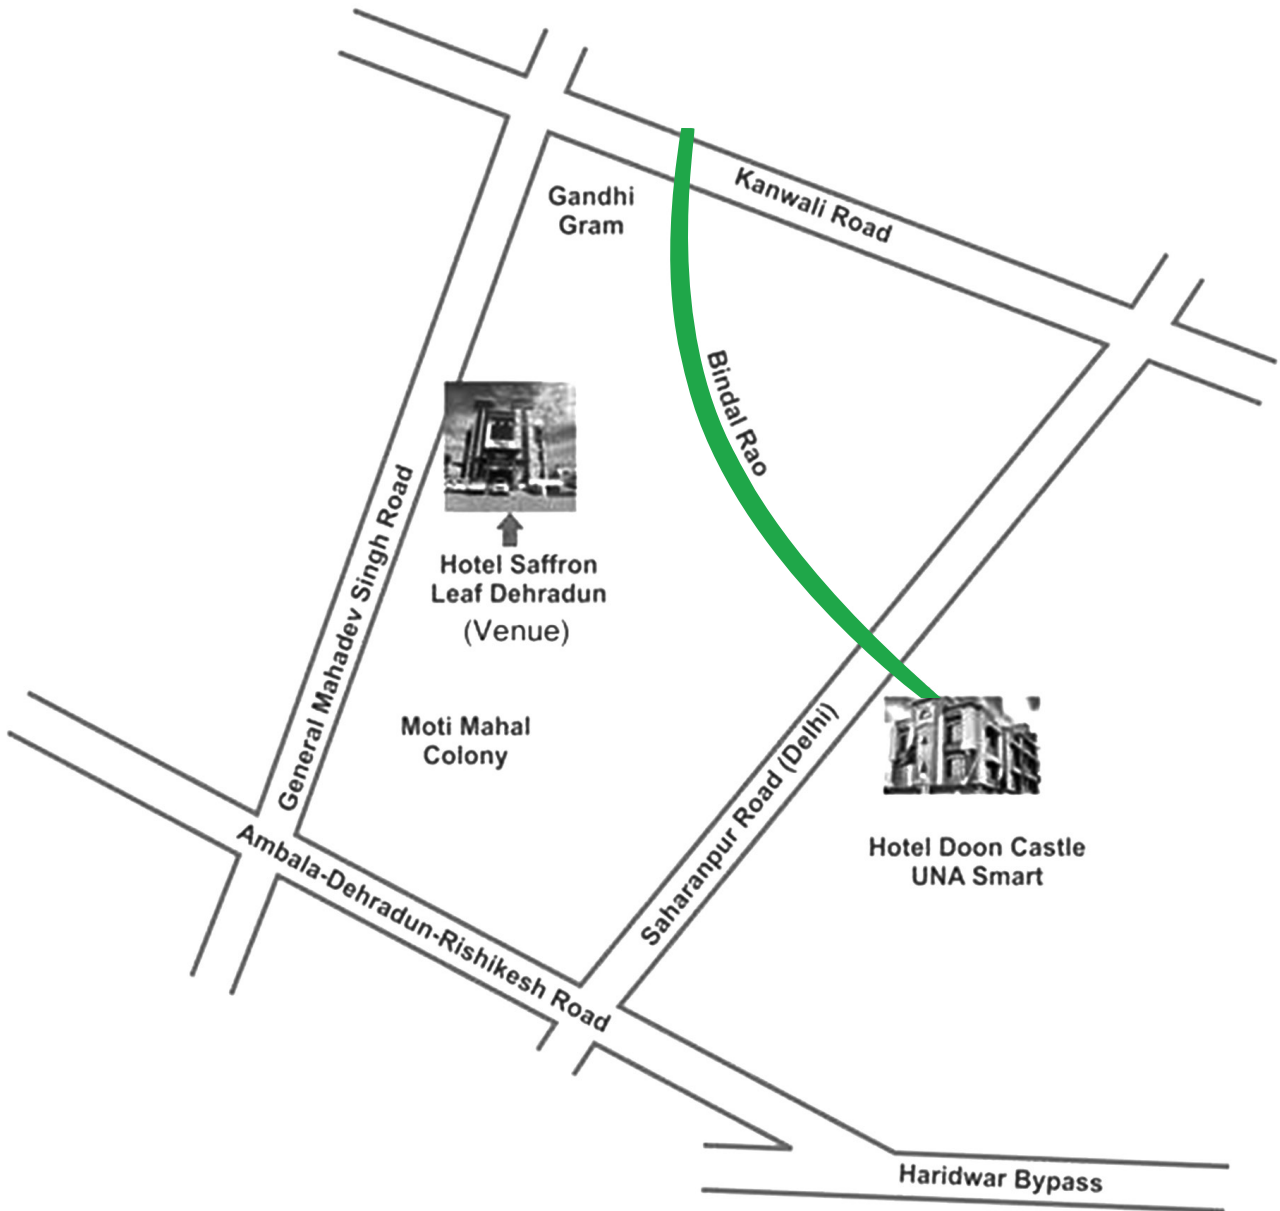 Kanwali Road
Gandhi
Gram
Bindal Rao
General Mahadev Singh Road
Hotel Saffron
Leaf Dehradun
(Venue)
Moti Mahal
Colony
Saharanpur Road (Delhi)
Hotel Doon Castle
UNA Smart
Ambala-Dehradun-Rishikesh Road
Haridwar Bypass